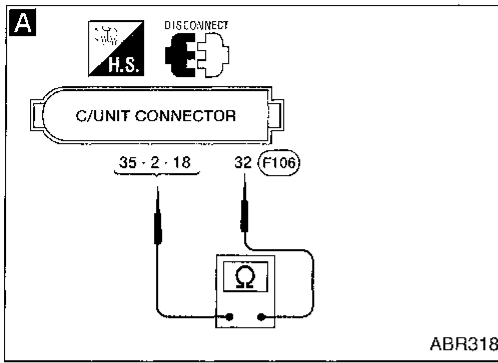 A
DISCONNECT
H.S.
C/UNIT CONNECTOR
35 · 2 · 18
32 F106
Ω
ABR318